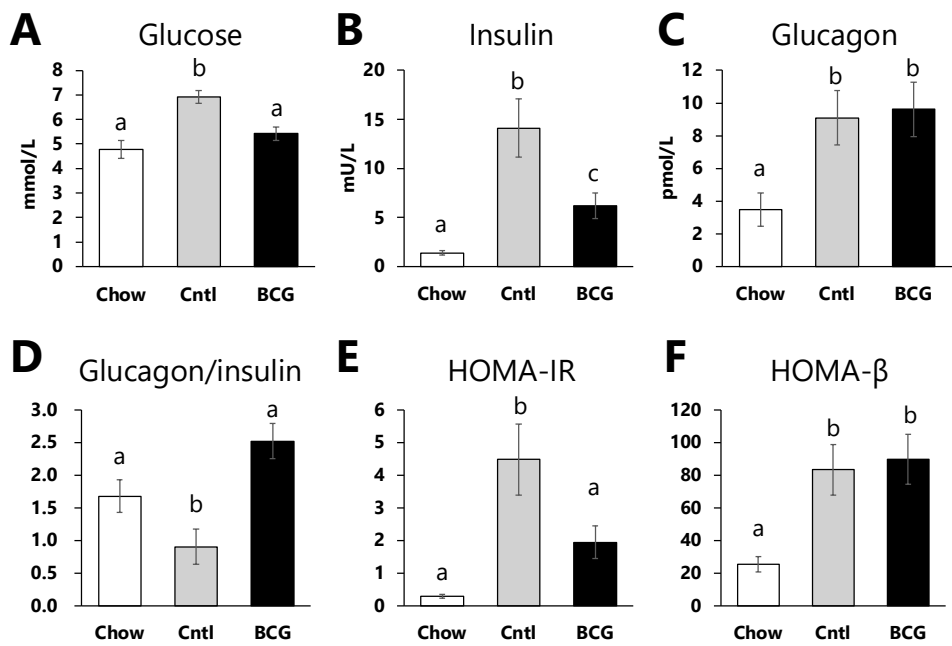 A Glucose
mmol/L
8
7
6
5
4
3
2
1
0
a
b
a
Chow Cntl BCG
B Insulin
mU/L
20
15
10
5
0
a
b
c
Chow Cntl BCG
C Glucagon
pmol/L
12
10
8
6
4
2
0
a
b
b
Chow Cntl BCG
D Glucagon/insulin
3.0
2.5
2.0
1.5
1.0
0.5
0.0
a
b
a
Chow Cntl BCG
E HOMA-IR
6
5
4
3
2
1
0
a
b
a
Chow Cntl BCG
F HOMA-β
120
100
80
60
40
20
0
a
b
b
Chow Cntl BCG